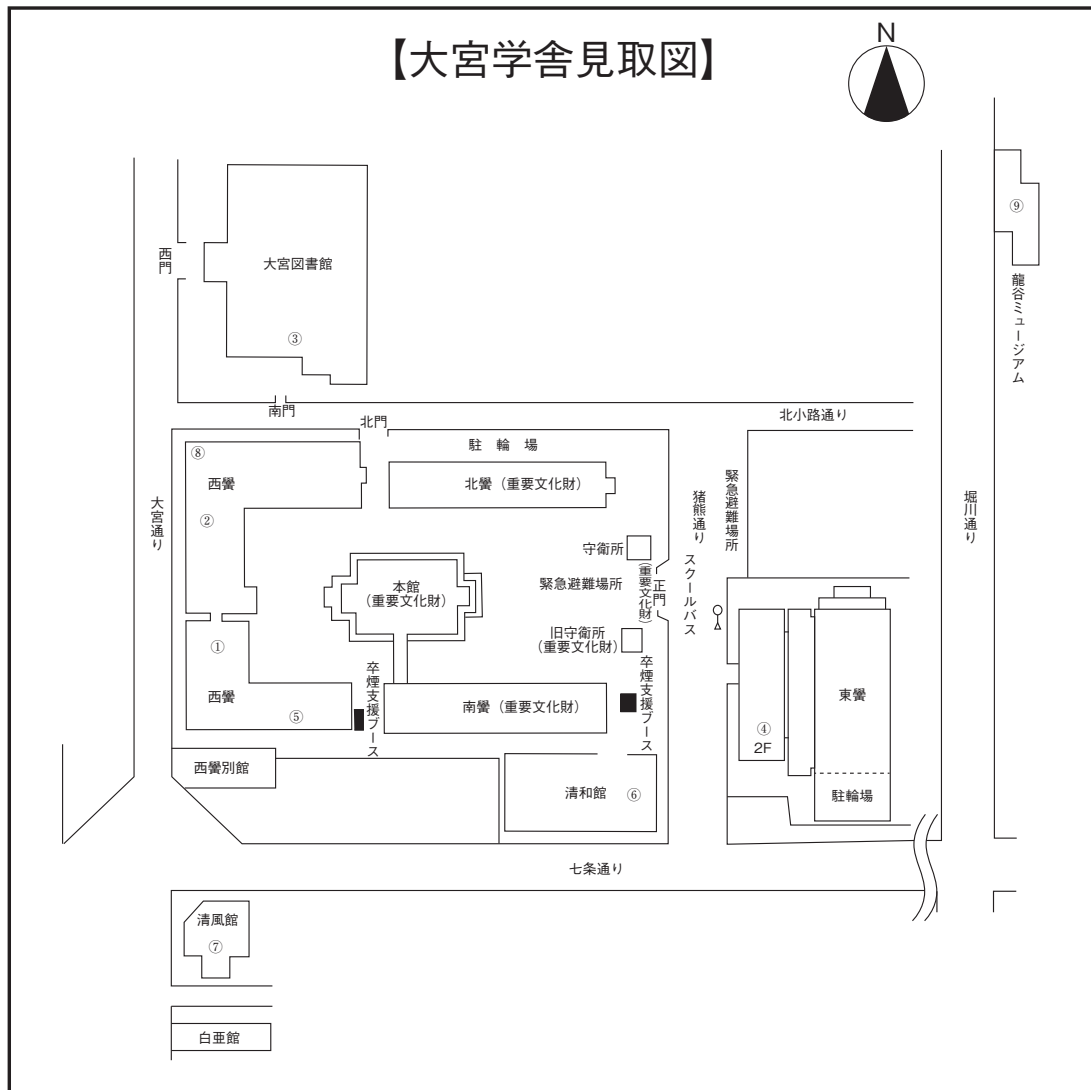 【大宮学舎見取図】
N
西門
大宮図書館
③
⑨
龍谷ミュージアム
南門
北門
北小路通り
駐輪場
⑧
西黌
②
北黌（重要文化財）
大宮通り
猪熊通り
緊急避難場所
堀川通り
守衛所
緊急避難場所
正門
（重要文化財）
スクールバス
本館
（重要文化財）
旧守衛所
（重要文化財）
①
西黌
⑤
卒煙支援ブース
南黌（重要文化財）
卒煙支援ブース
東黌
④
2F
駐輪場
西黌別館
清和館
⑥
七条通り
清風館
⑦
白亜館